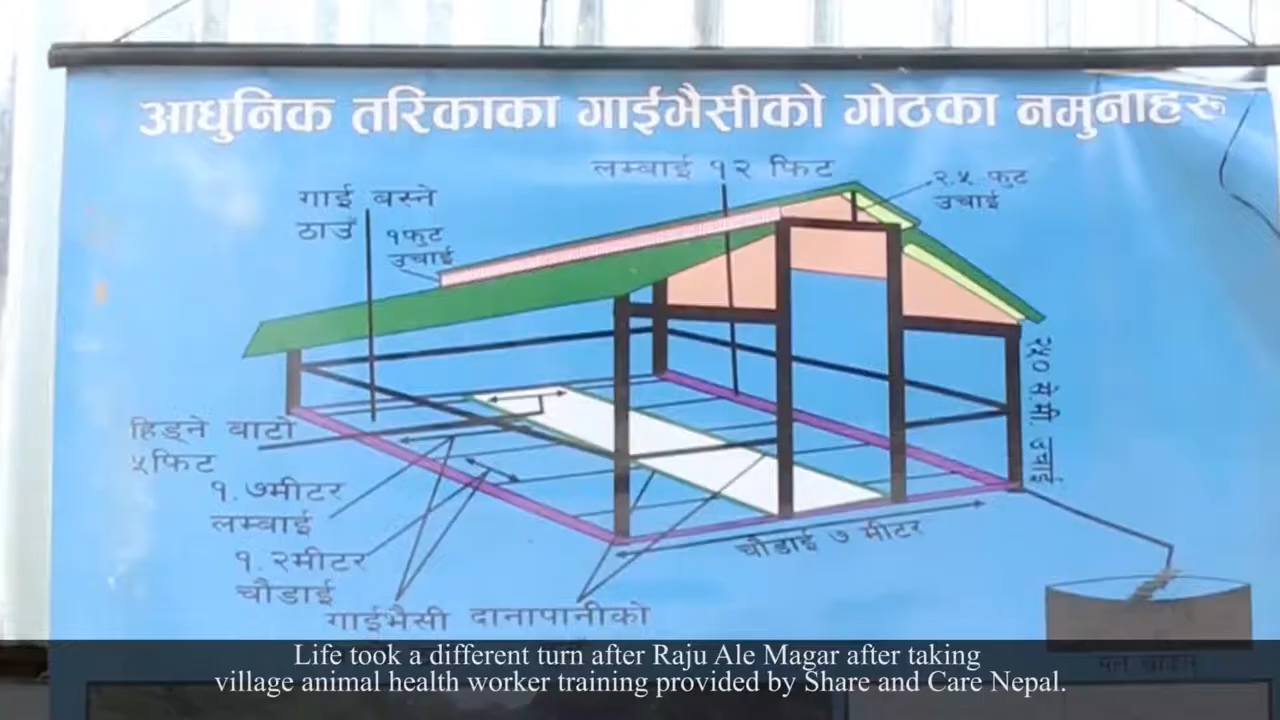 आधुनिक तरिकाका गाईभैसीको गोठका नमुनाहरू
लम्बाई १२ फिट
२.५ फुट
उचाई
गाई बस्ने
ठाउँ
१फुट
उचाई
२५० से.मी. उचाई
हिड्ने बाटो
५फिट
१.७मीटर
लम्बाई
१.२मीटर
चौडाई
चौडाई ७ मीटर
गाईभैसी
दानापानीको
Life took a different turn after Raju Ale Magar after taking
village animal health worker training provided by Share and Care Nepal.